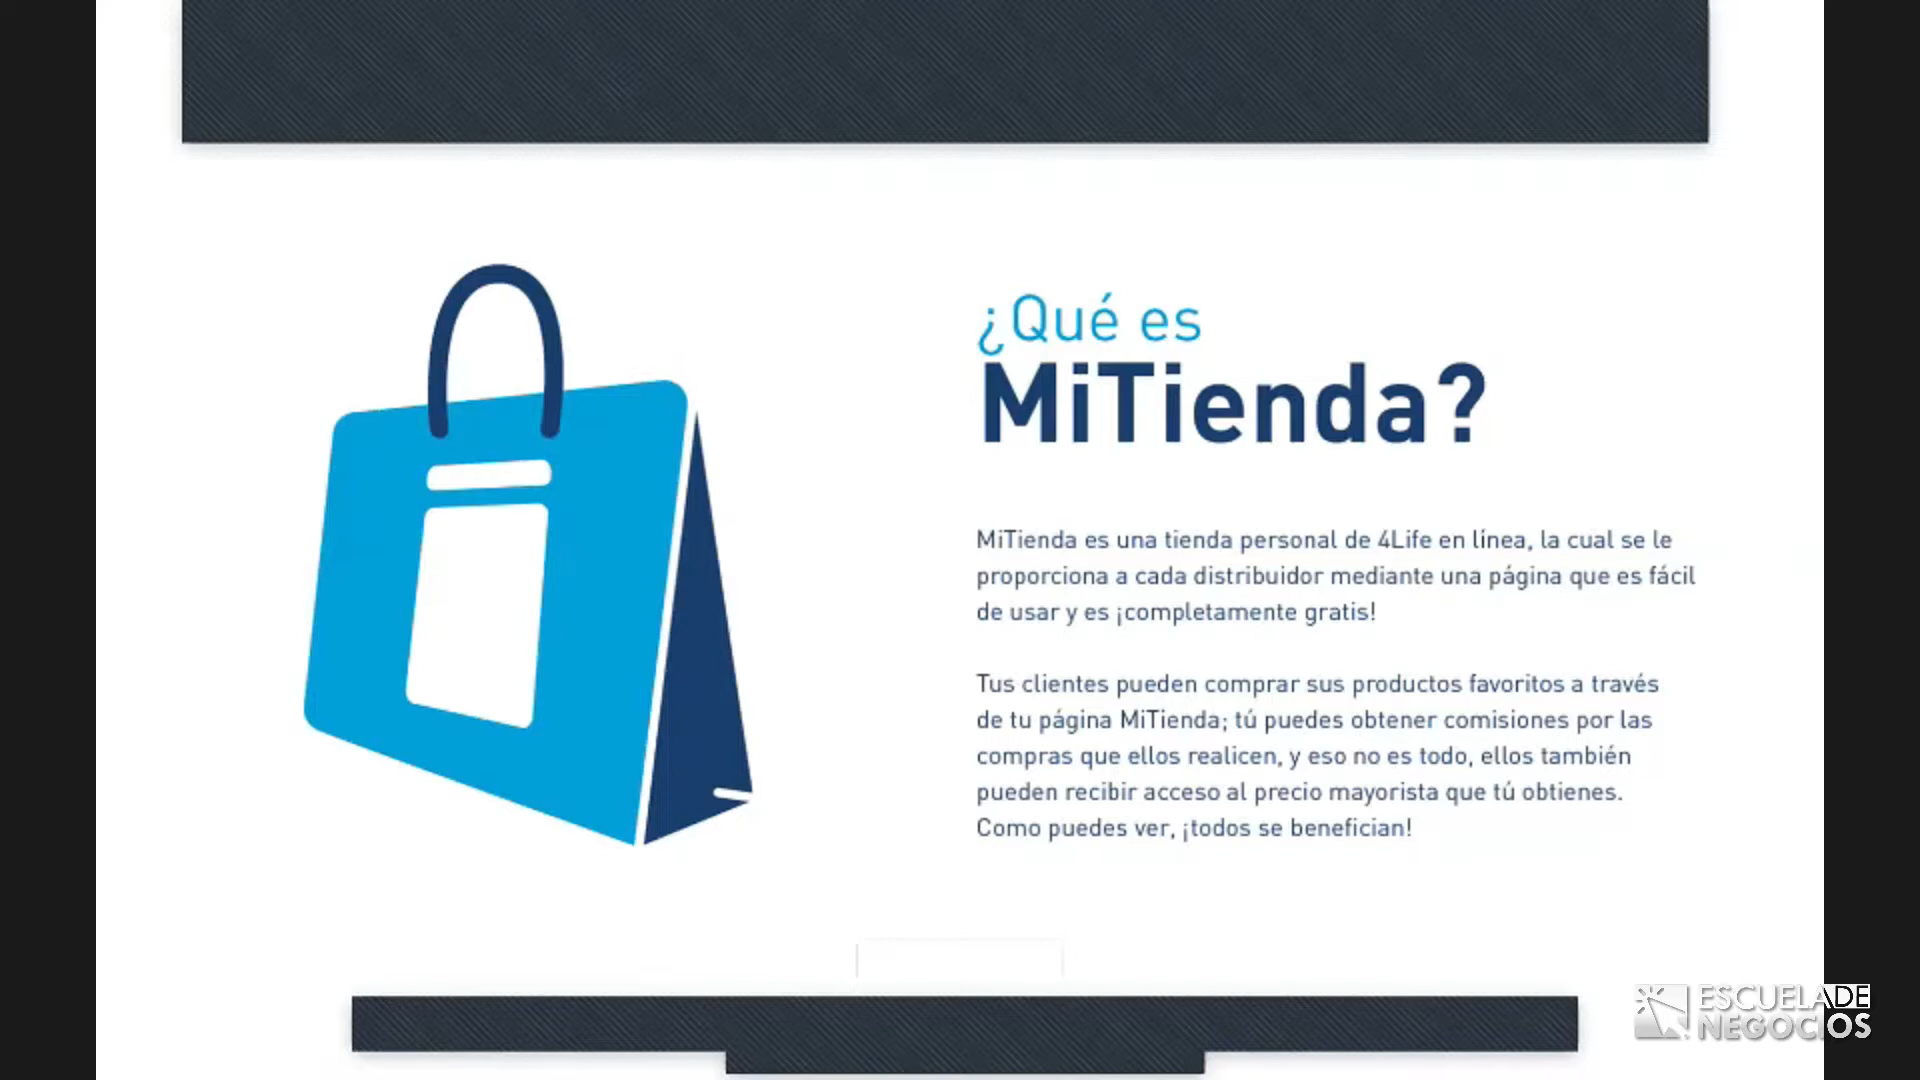 ¿Qué es
MiTienda?
MiTienda es una tienda personal de 4Life en línea, la cual se le
proporciona a cada distribuidor mediante una página que es fácil
de usar y es ¡completamente gratis!
Tus clientes pueden comprar sus productos favoritos a través
de tu página MiTienda; tú puedes obtener comisiones por las
compras que ellos realicen, y eso no es todo, ellos también
pueden recibir acceso al precio mayorista que tú obtienes.
Como puedes ver, ¡todos se benefician!
ESCUELADE
NEGOCIOS